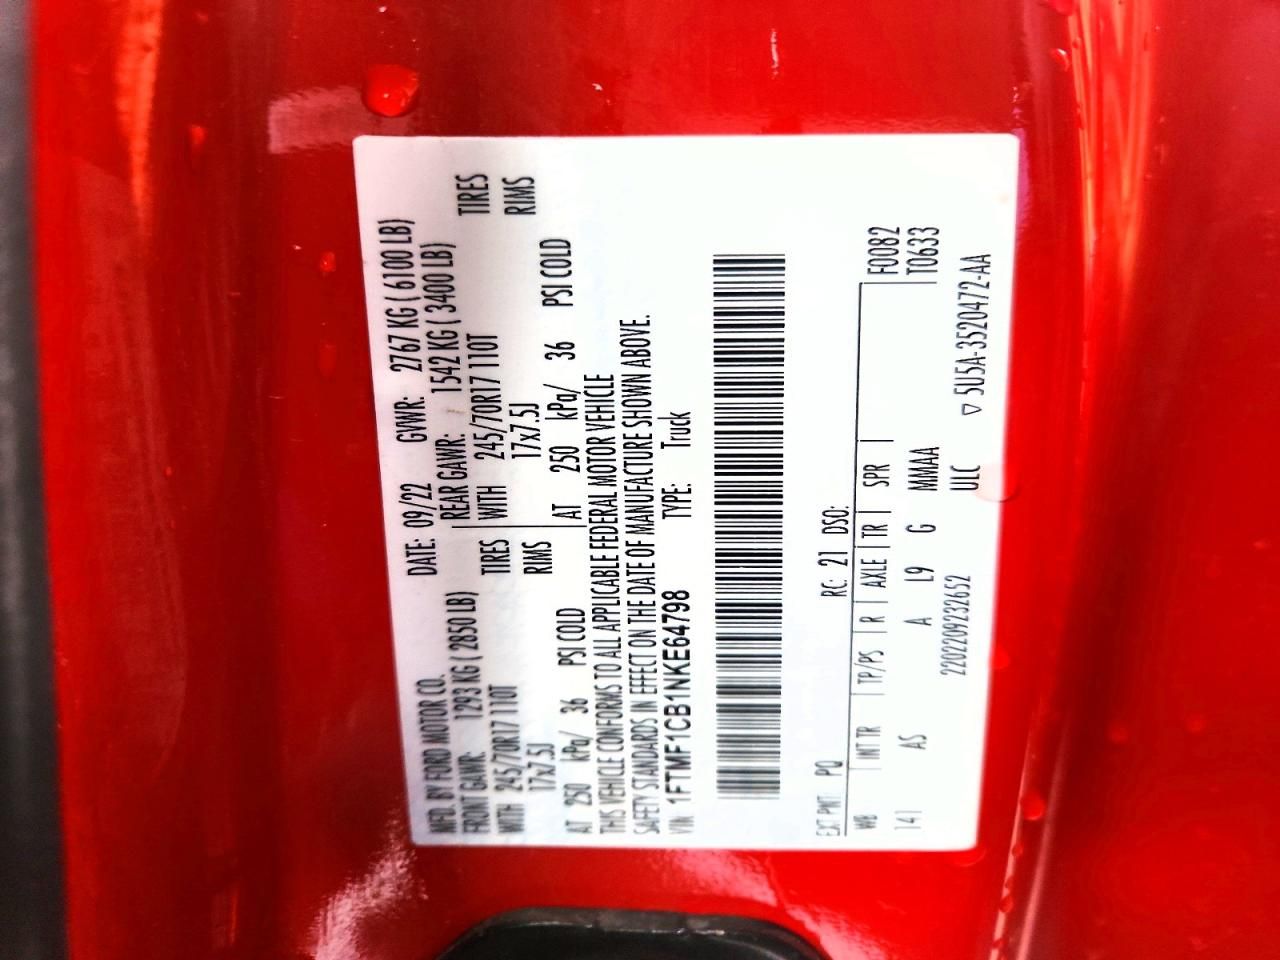 MFD. BY FORD MOTOR CO.
DATE: 09/22 GVWR: 2767 KG ( 6100 LB)
FRONT GAWR: 1293 KG ( 2850 LB) REAR GAWR: 1542 KG ( 3400 LB)
WITH 245/70R17 110T TIRES WITH 245/70R17 110T TIRES
17x7.5J RIMS 17x7.5J RIMS
AT 250 kPa/ 36 PSI COLD AT 250 kPa/ 36 PSI COLD
THIS VEHICLE CONFORMS TO ALL APPLICABLE FEDERAL MOTOR VEHICLE
SAFETY STANDARDS IN EFFECT ON THE DATE OF MANUFACTURE SHOWN ABOVE.
VIN: 1FTMF1CB1NKE64798 TYPE: Truck
EXT PNT: PQ RC: 21 DSO:
WB INT TR TP/PS R AXLE TR SPR F0082
141 AS A L9 G MMAA T0633
2202209232652 ULC
▽ 5U5A-3520472-AA